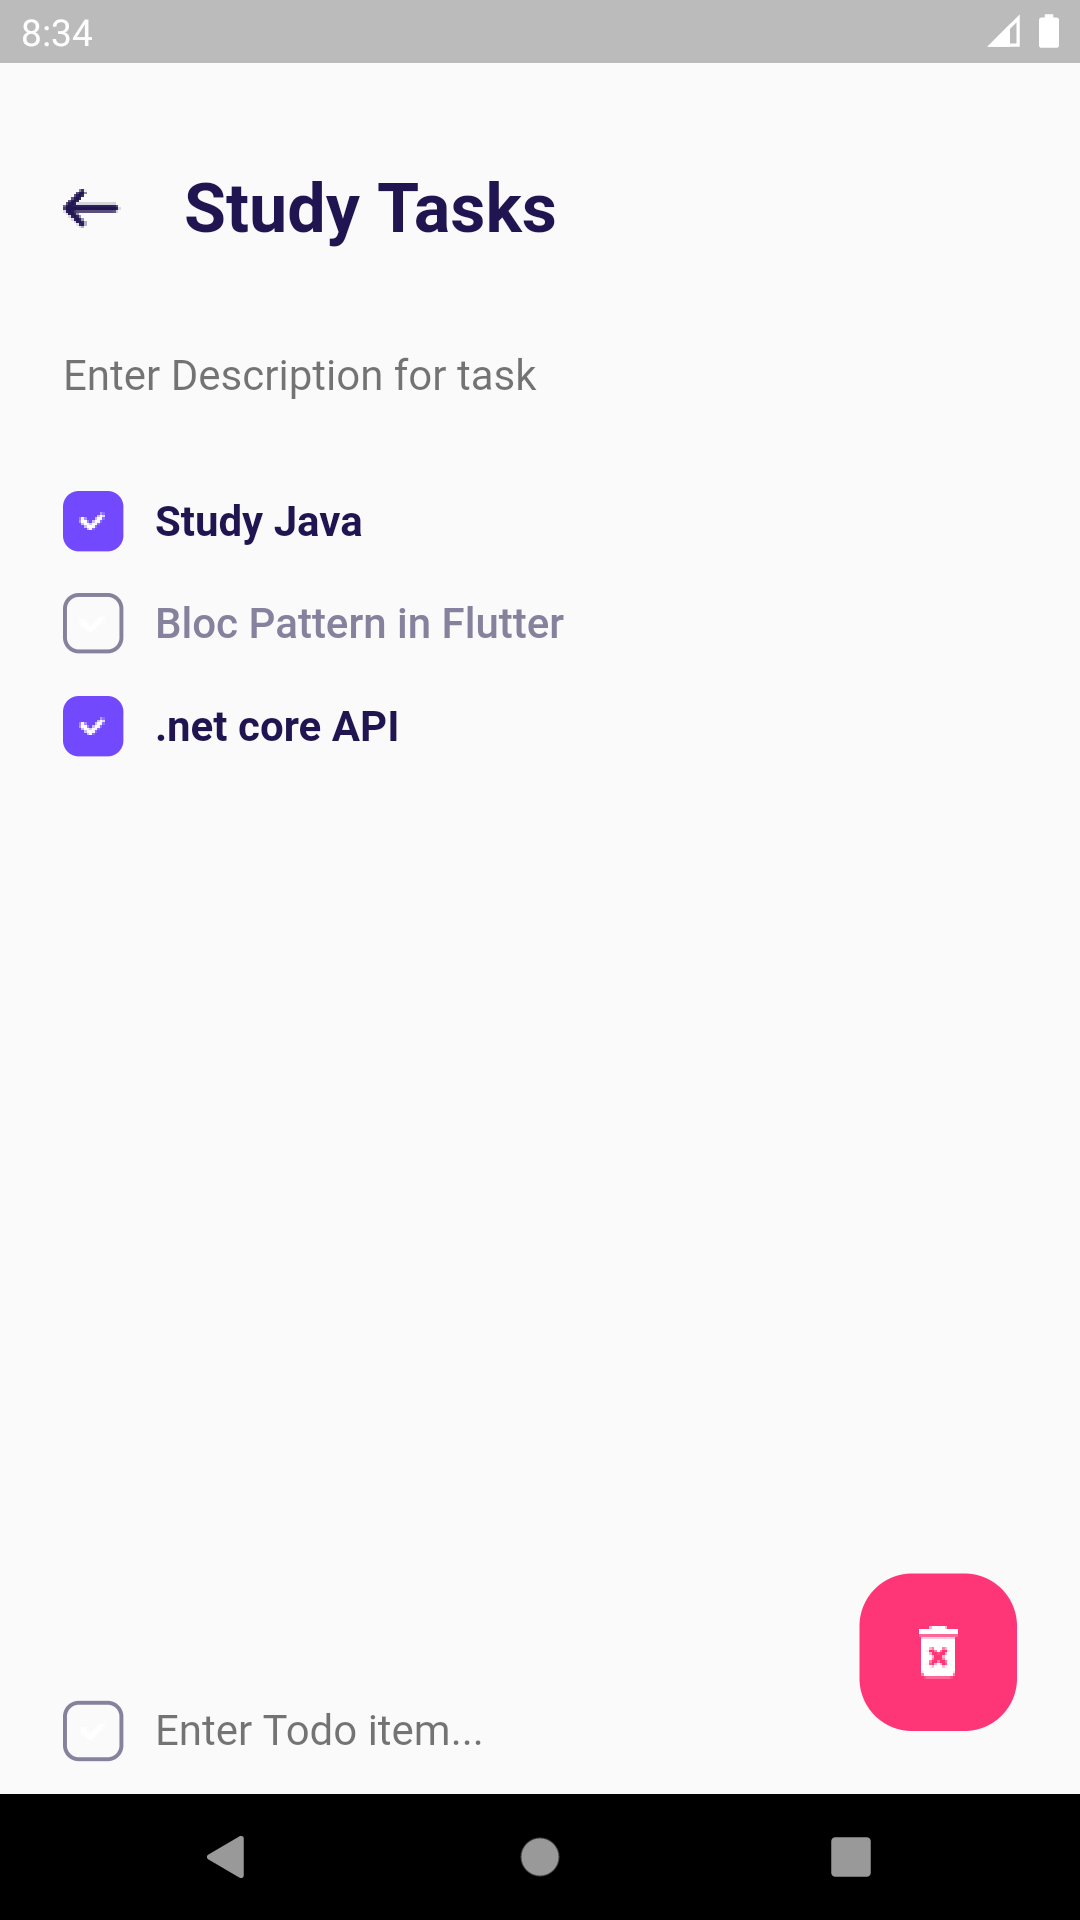 8:34
Study Tasks
Enter Description for task
Study Java
Bloc Pattern in Flutter
.net core API
Enter Todo item...